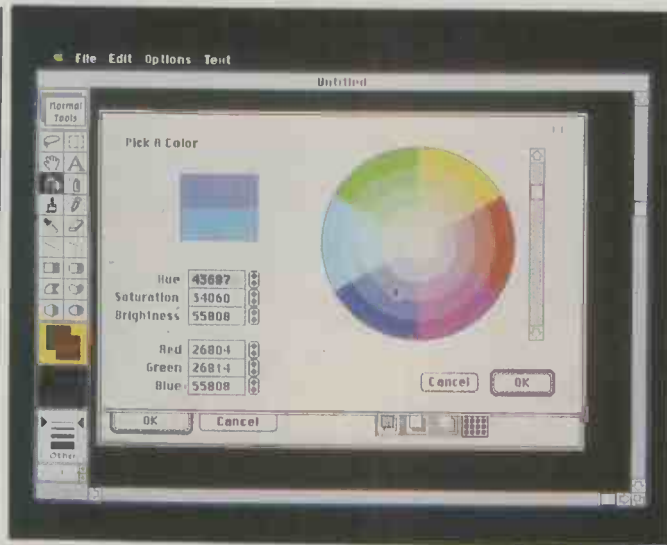 File Edit Options Text
Untitled
Normal
Tools
Pick A Color
Hue 43687
Saturation 34060
Brightness 55808
Red 26804
Green 26814
Blue 55808
Cancel OK
OK Cancel
Other
A